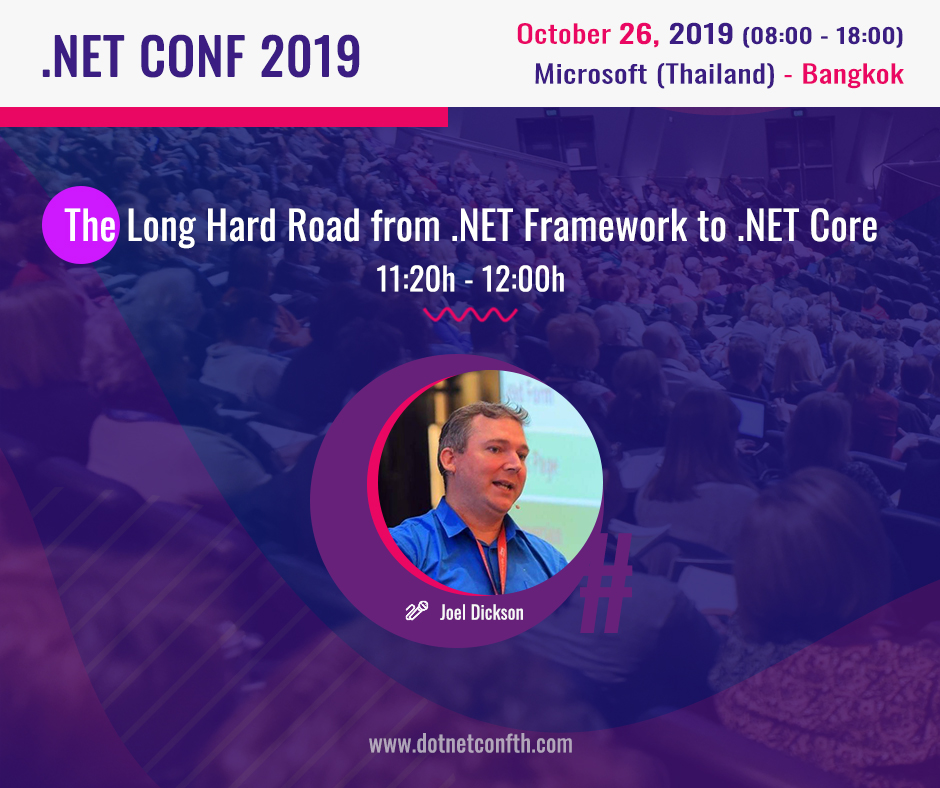 .NET CONF 2019
October 26, 2019 (08:00 - 18:00)
Microsoft (Thailand) - Bangkok
The Long Hard Road from .NET Framework to .NET Core
11:20h - 12:00h
#
Joel Dickson
www.dotnetconfth.com